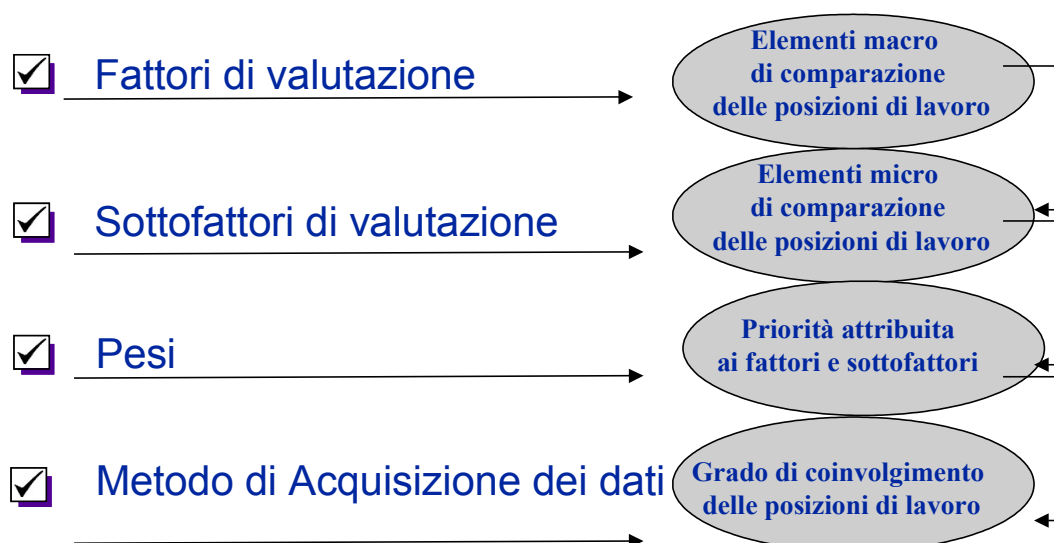 Fattori di valutazione
Elementi macro
di comparazione
delle posizioni di lavoro
Sottofattori di valutazione
Elementi micro
di comparazione
delle posizioni di lavoro
Pesi
Priorità attribuita
ai fattori e sottofattori
Metodo di Acquisizione dei dati
Grado di coinvolgimento
delle posizioni di lavoro